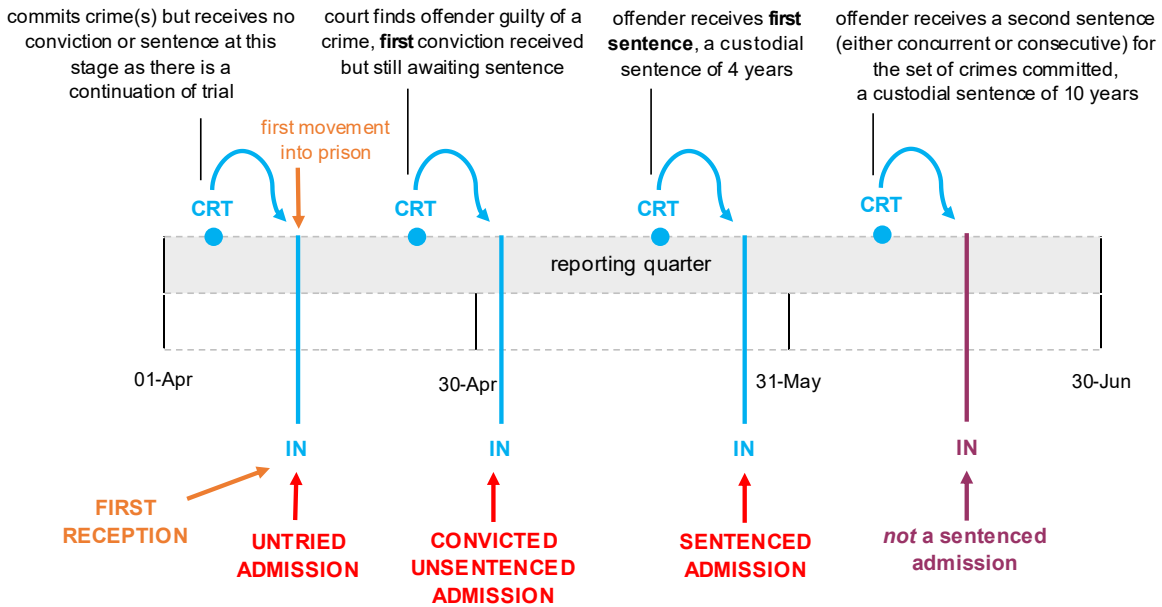 commits crime(s) but receives no
conviction or sentence at this
stage as there is a
continuation of trial
court finds offender guilty of a
crime, first conviction received
but still awaiting sentence
offender receives first
sentence, a custodial
sentence of 4 years
offender receives a second sentence
(either concurrent or consecutive) for
the set of crimes committed,
a custodial sentence of 10 years
first movement
into prison
CRT
CRT
CRT
CRT
reporting quarter
01-Apr
30-Apr
31-May
30-Jun
IN
IN
IN
IN
FIRST
RECEPTION
UNTRIED
ADMISSION
CONVICTED
UNSENTENCED
ADMISSION
SENTENCED
ADMISSION
not a sentenced
admission